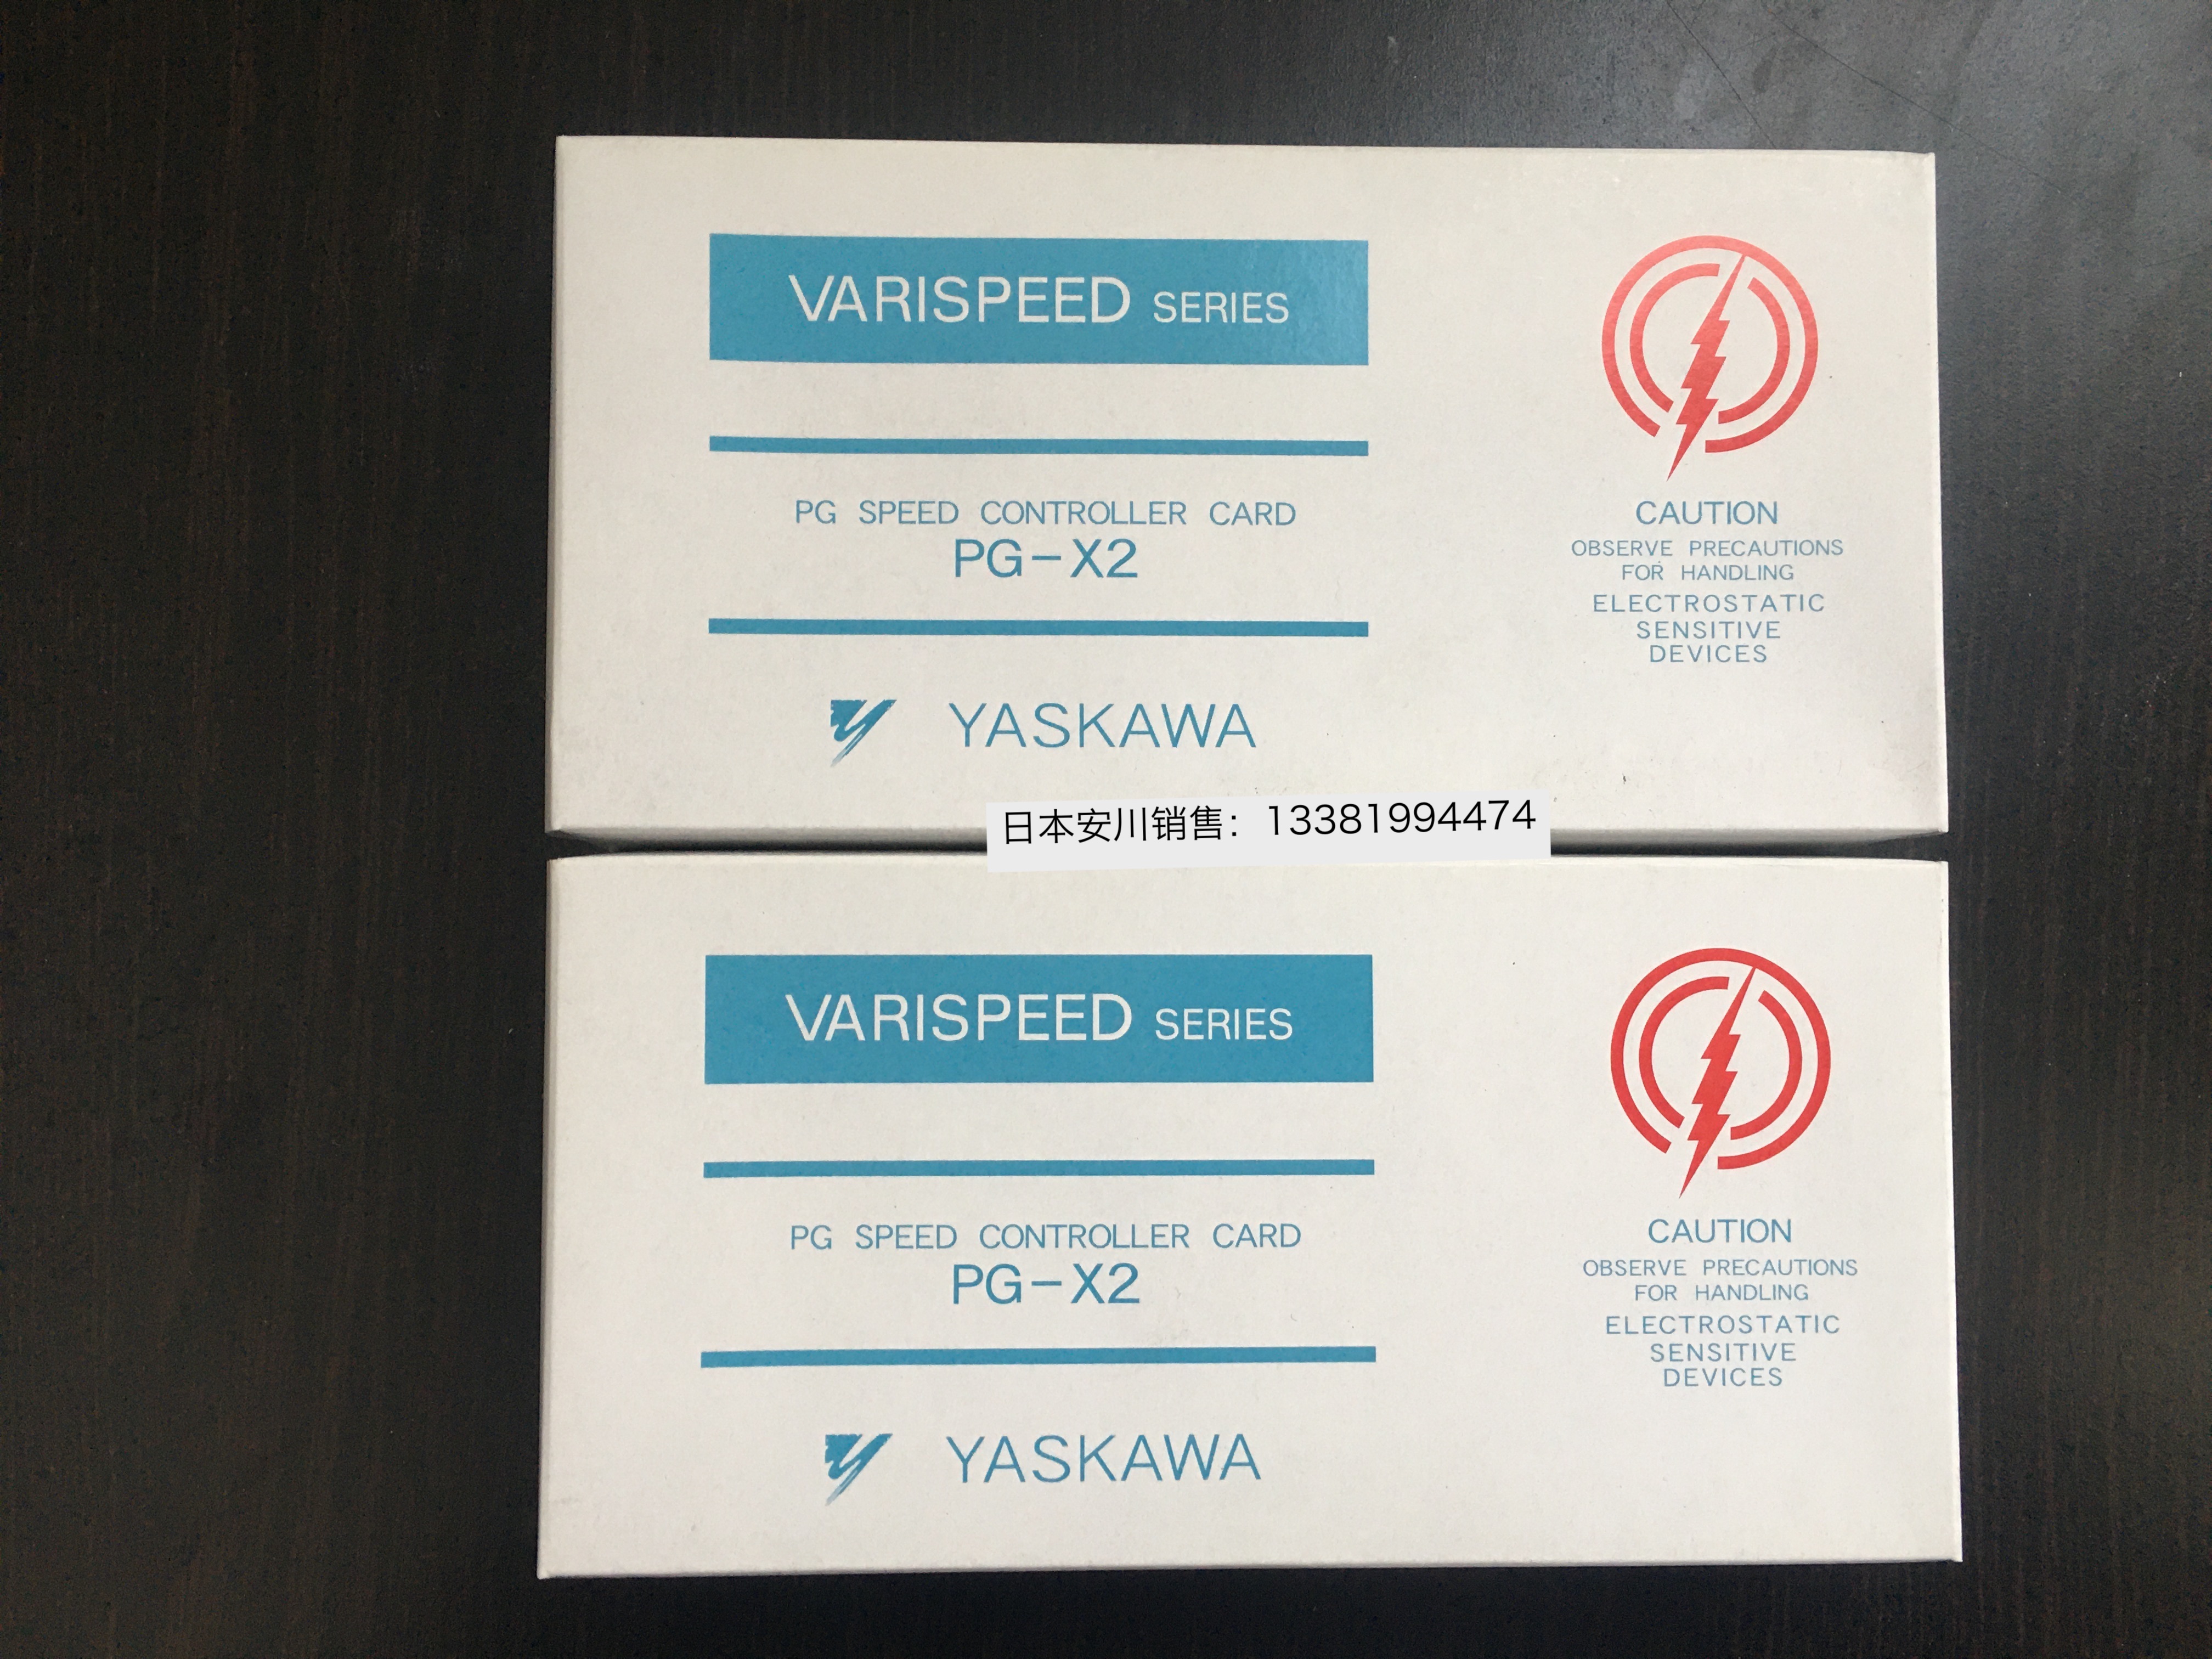 VARISPEED SERIES
PG SPEED CONTROLLER CARD
PG-X2
YASKAWA
CAUTION
OBSERVE PRECAUTIONS
FOR HANDLING
ELECTROSTATIC
SENSITIVE
DEVICES
日本安川销售：13381994474
VARISPEED SERIES
PG SPEED CONTROLLER CARD
PG-X2
YASKAWA
CAUTION
OBSERVE PRECAUTIONS
FOR HANDLING
ELECTROSTATIC
SENSITIVE
DEVICES